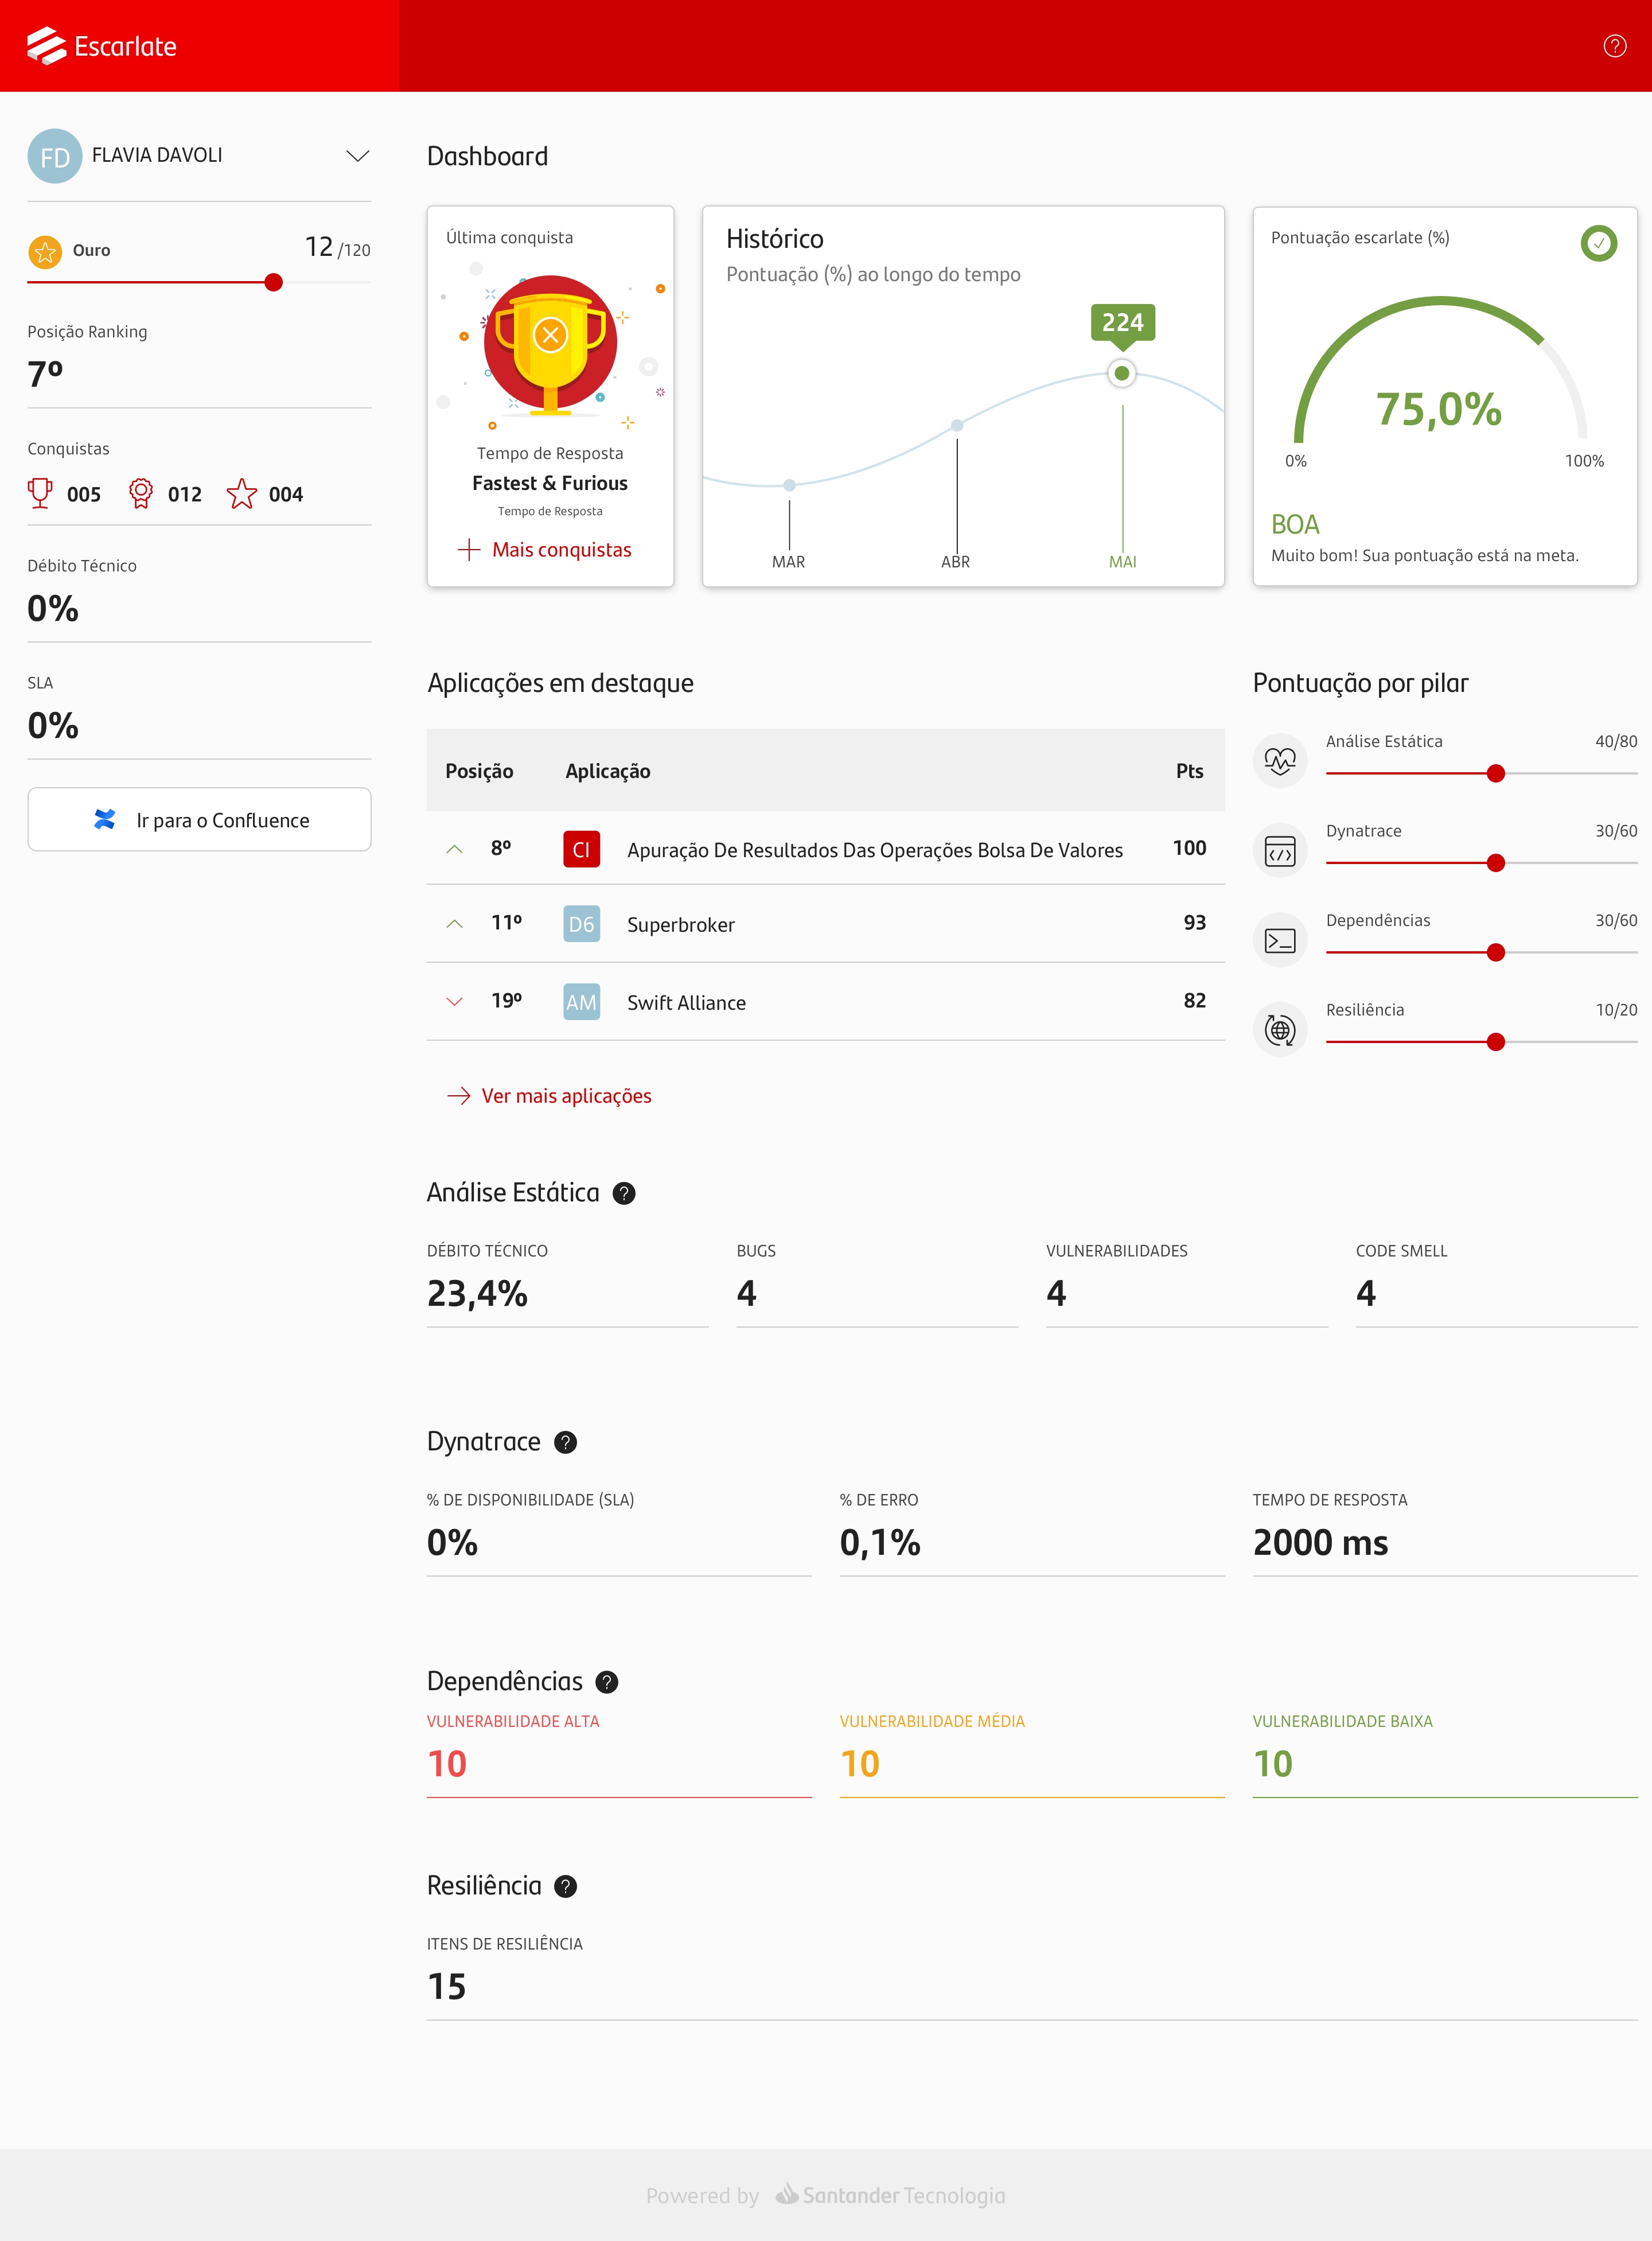 Escarlate
?
FD FLAVIA DAVOLI
Ouro 12 /120
Posição Ranking
7º
Conquistas
005 012 004
Débito Técnico
0%
SLA
0%
Ir para o Confluence
Dashboard
Última conquista
Tempo de Resposta
Fastest & Furious
Tempo de Resposta
Mais conquistas
Histórico
Pontuação (%) ao longo do tempo
224
MAR ABR MAI
Pontuação escarlate (%)
75,0%
0% 100%
BOA
Muito bom! Sua pontuação está na meta.
Aplicações em destaque
Posição Aplicação Pts
8º CI Apuração De Resultados Das Operações Bolsa De Valores 100
11º D6 Superbroker 93
19º AM Swift Alliance 82
Ver mais aplicações
Pontuação por pilar
Análise Estática 40/80
Dynatrace 30/60
Dependências 30/60
Resiliência 10/20
Análise Estática ?
DÉBITO TÉCNICO BUGS VULNERABILIDADES CODE SMELL
23,4% 4 4 4
Dynatrace ?
% DE DISPONIBILIDADE (SLA) % DE ERRO TEMPO DE RESPOSTA
0% 0,1% 2000 ms
Dependências ?
VULNERABILIDADE ALTA VULNERABILIDADE MÉDIA VULNERABILIDADE BAIXA
10 10 10
Resiliência ?
ITENS DE RESILIÊNCIA
15
Powered by Santander Tecnologia